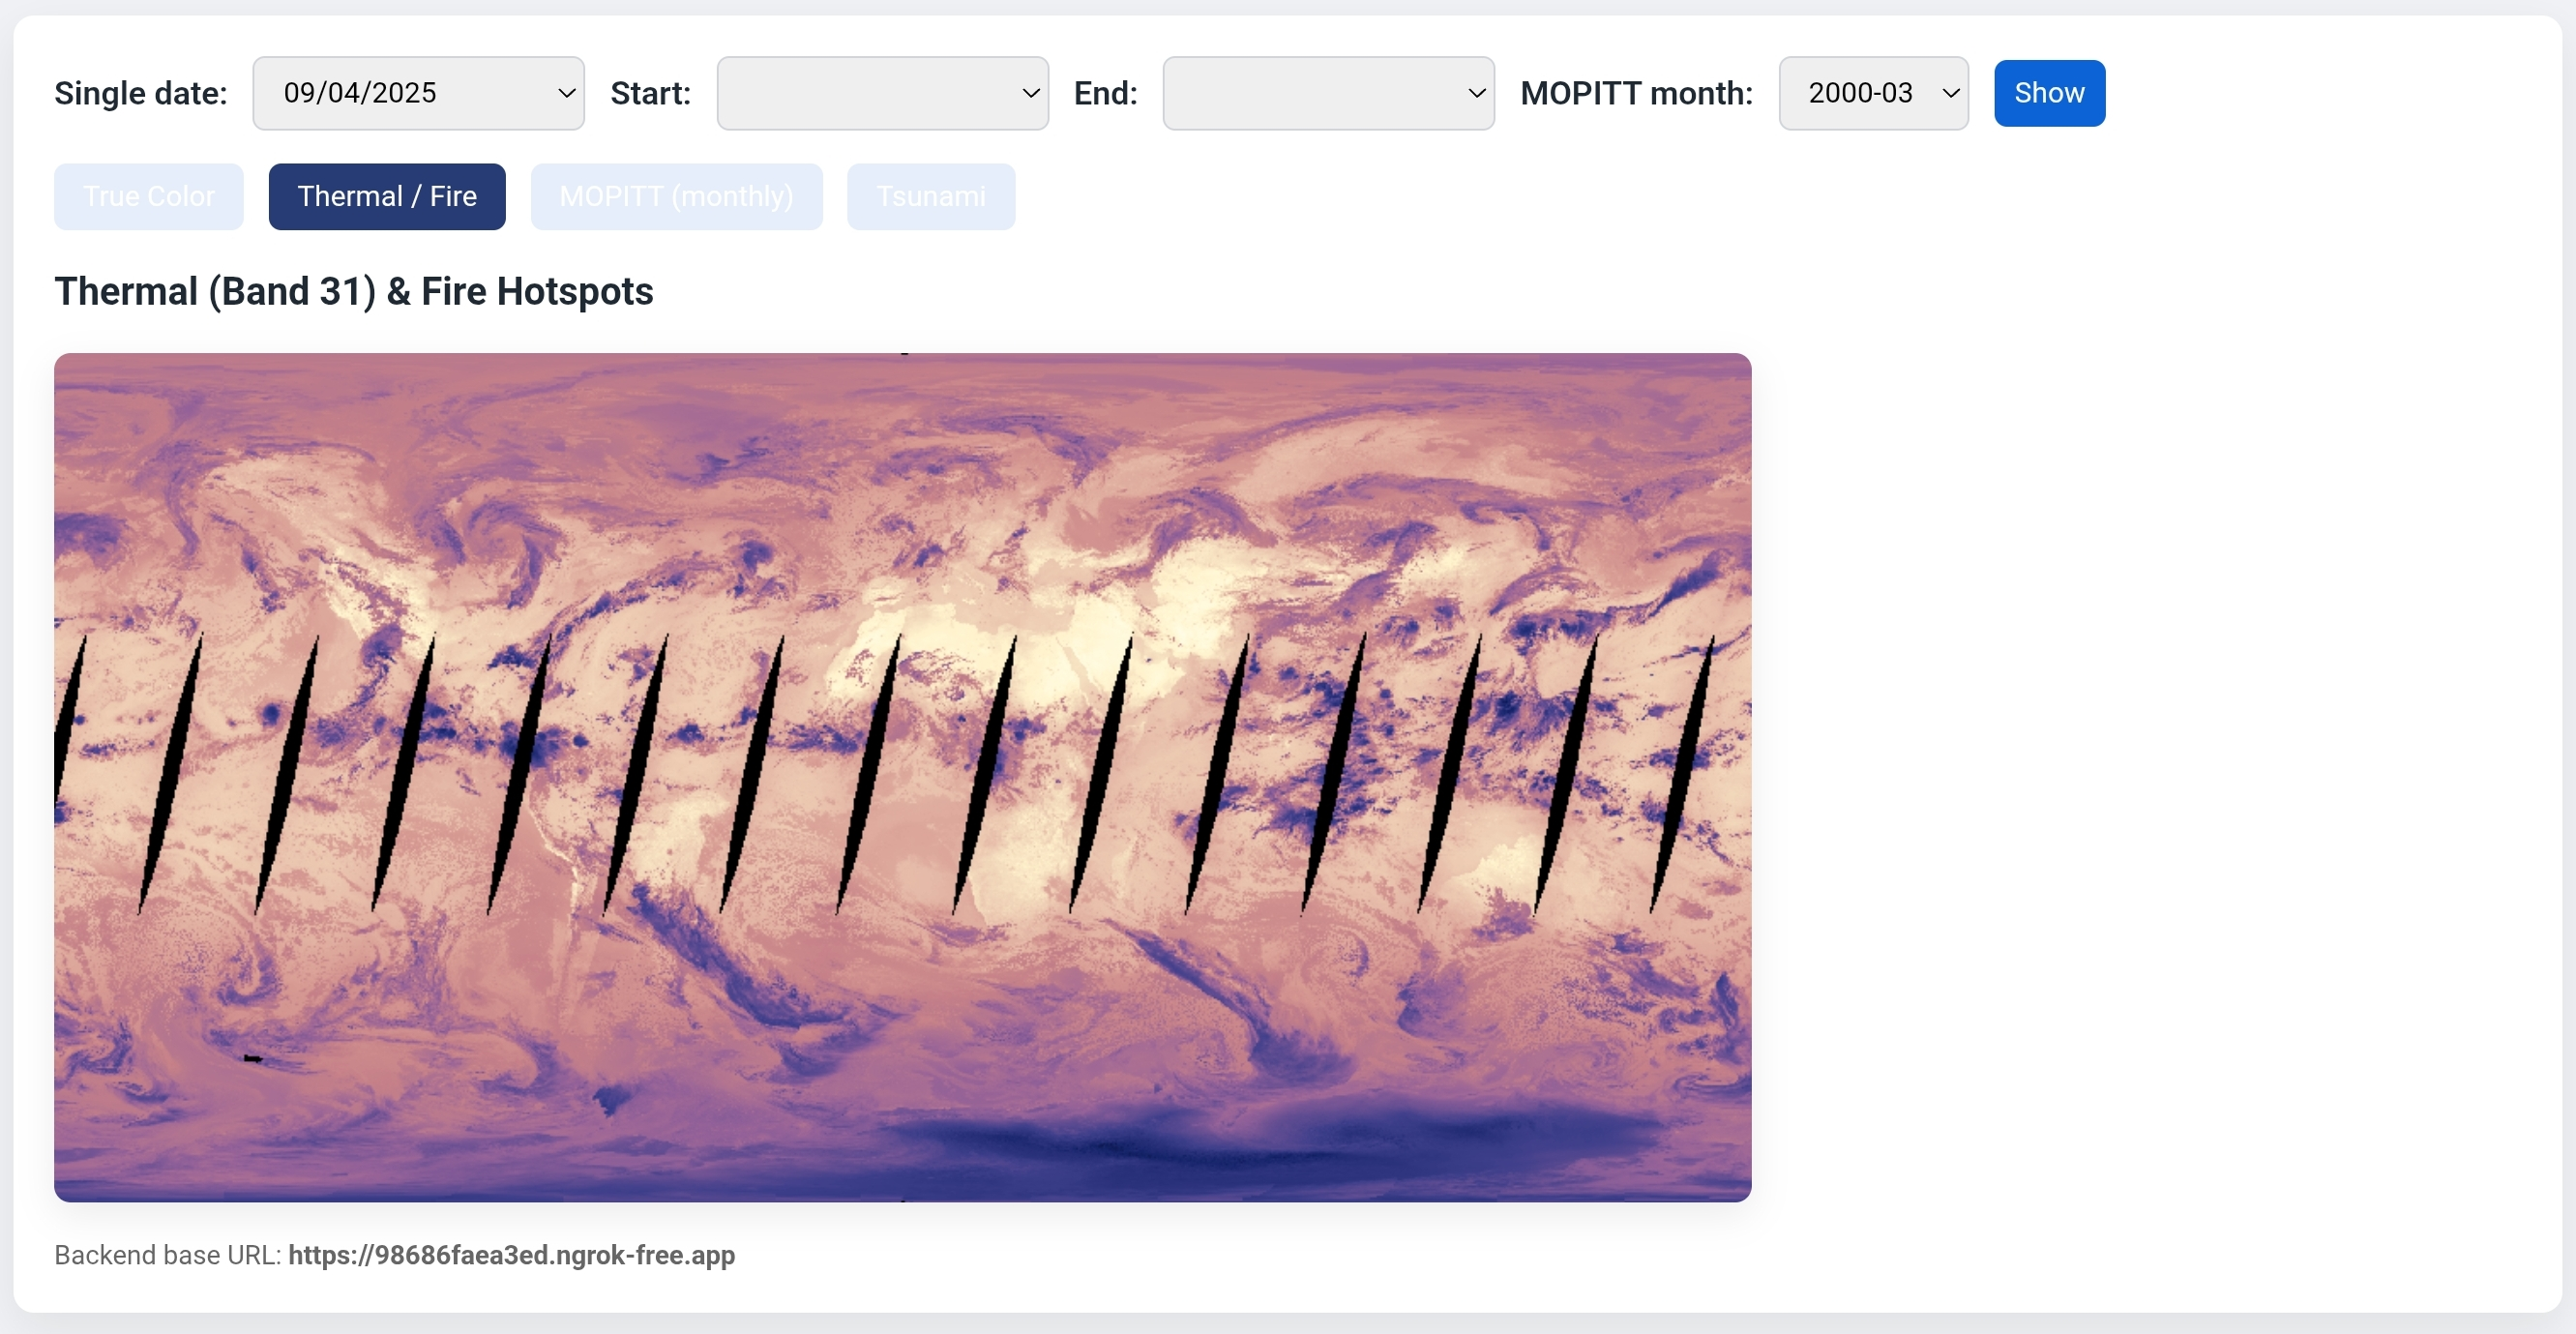 Single date: 09/04/2025 Start: End: MOPITT month: 2000-03 Show
True Color Thermal / Fire MOPITT (monthly) Tsunami
Thermal (Band 31) & Fire Hotspots
Backend base URL: https://98686faea3ed.ngrok-free.app